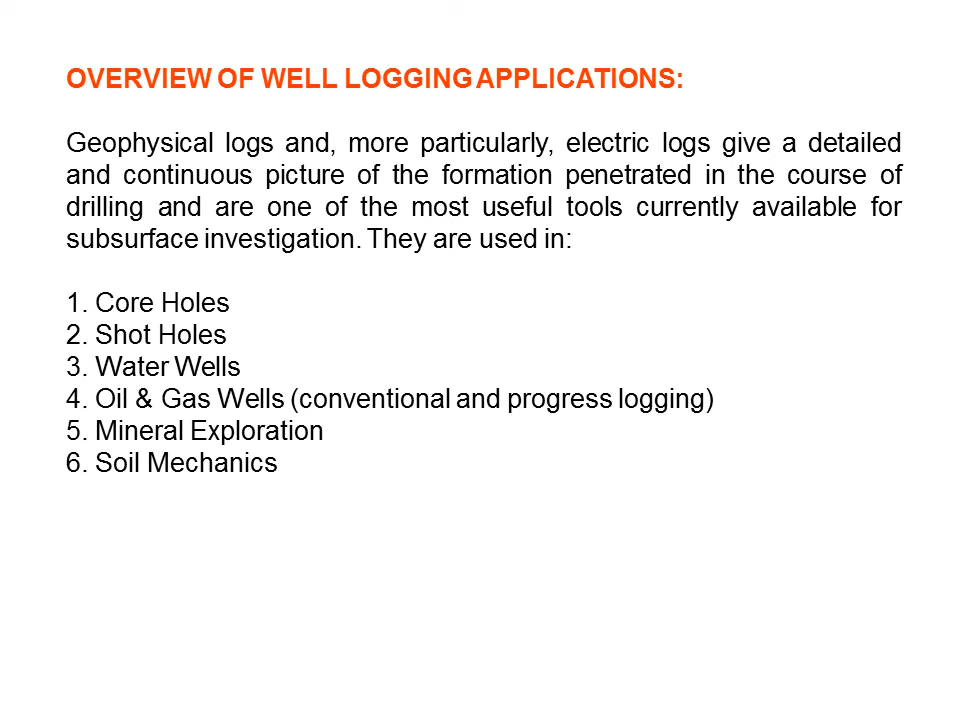 OVERVIEW OF WELL LOGGING APPLICATIONS:
Geophysical logs and, more particularly, electric logs give a detailed
and continuous picture of the formation penetrated in the course of
drilling and are one of the most useful tools currently available for
subsurface investigation. They are used in:
1. Core Holes
2. Shot Holes
3. Water Wells
4. Oil & Gas Wells (conventional and progress logging)
5. Mineral Exploration
6. Soil Mechanics